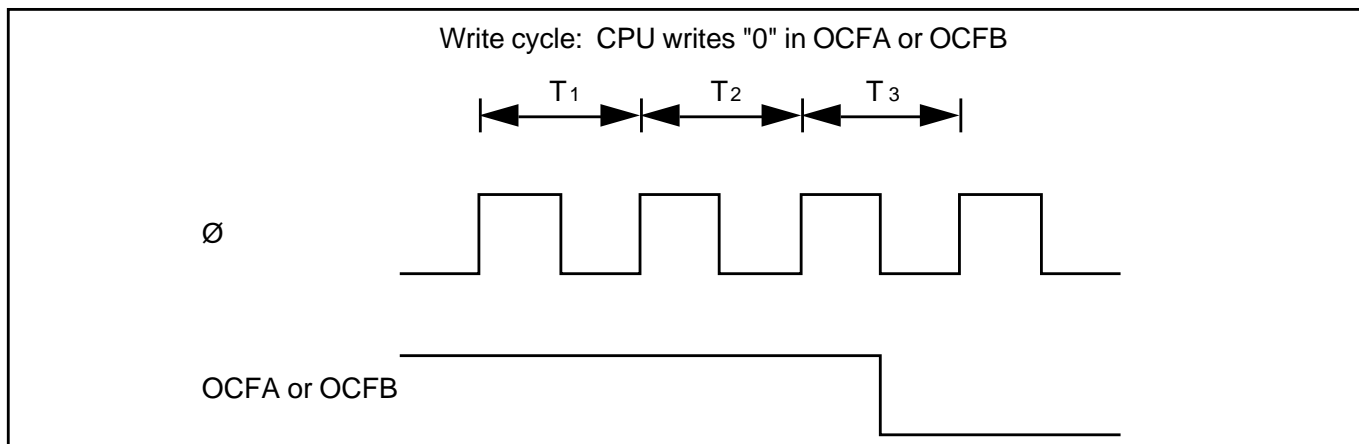 Write cycle: CPU writes "0" in OCFA or OCFB
T1 T2 T3
Ø
OCFA or OCFB